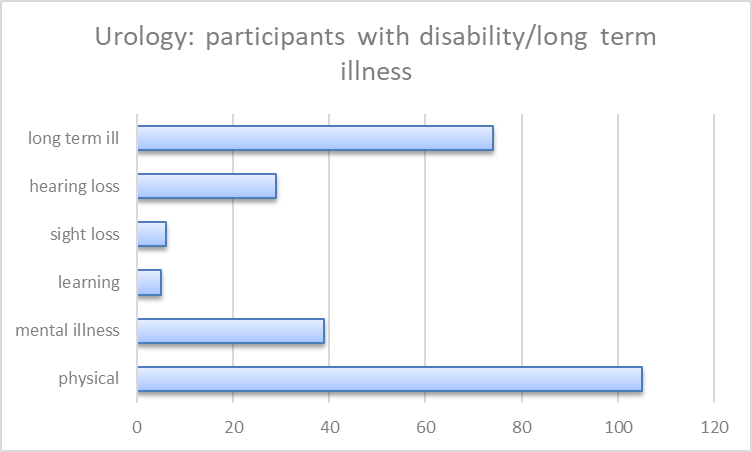 Urology: participants with disability/long term
illness
long term ill
hearing loss
sight loss
learning
mental illness
physical
0 20 40 60 80 100 120